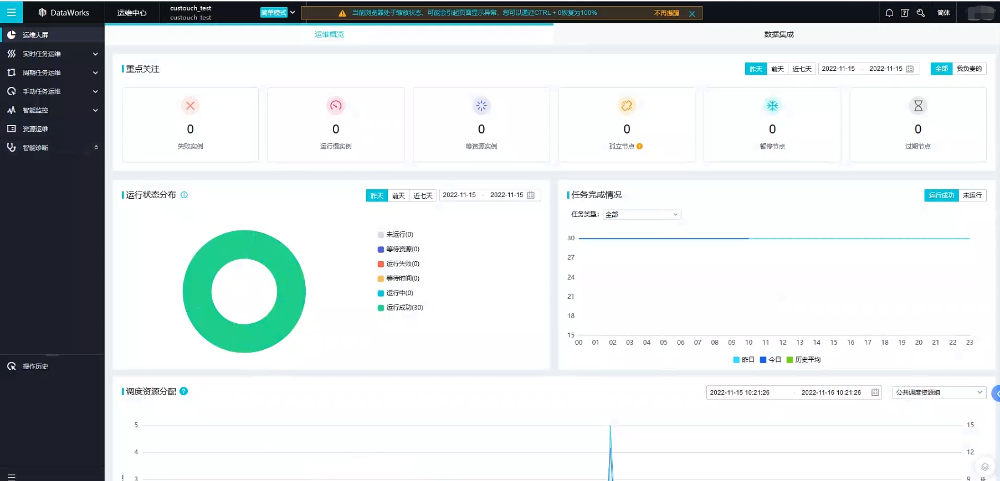 DataWorks
运维中心
custouch_test
custouch_test
简单模式
当前浏览器处于缩放状态，可能会引起页面显示异常，您可以通过CTRL + 0恢复为100%
不再提醒
简体
运维大屏
实时任务运维
周期任务运维
手动任务运维
智能监控
资源运维
智能诊断
操作历史
运维概览
数据集成
重点关注
昨天 前天 近七天 2022-11-15 - 2022-11-15 全部 我负责的
0 0 0 0 0 0
失败实例 运行慢实例 等资源实例 孤立节点 暂停节点 过期节点
运行状态分布
昨天 前天 近七天 2022-11-15 - 2022-11-15
未运行(0)
等待资源(0)
运行失败(0)
等待时间(0)
运行中(0)
运行成功(30)
任务完成情况
运行成功 未运行
任务类型： 全部
30
27
24
21
18
15
00 01 02 03 04 05 06 07 08 09 10 11 12 13 14 15 16 17 18 19 20 21 22 23
昨日 今日 历史平均
调度资源分配 ?
2022-11-15 10:21:26 - 2022-11-16 10:21:26 公共调度资源组
5 15
4 12
3 9